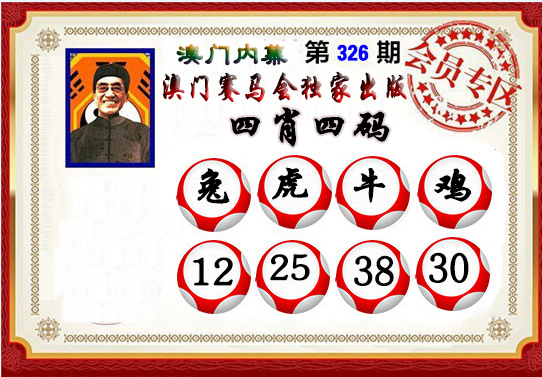 澳门内幕 第326期
会员专区
澳门赛马会独家出版
四肖四码
兔 虎 牛 鸡
12 25 38 30